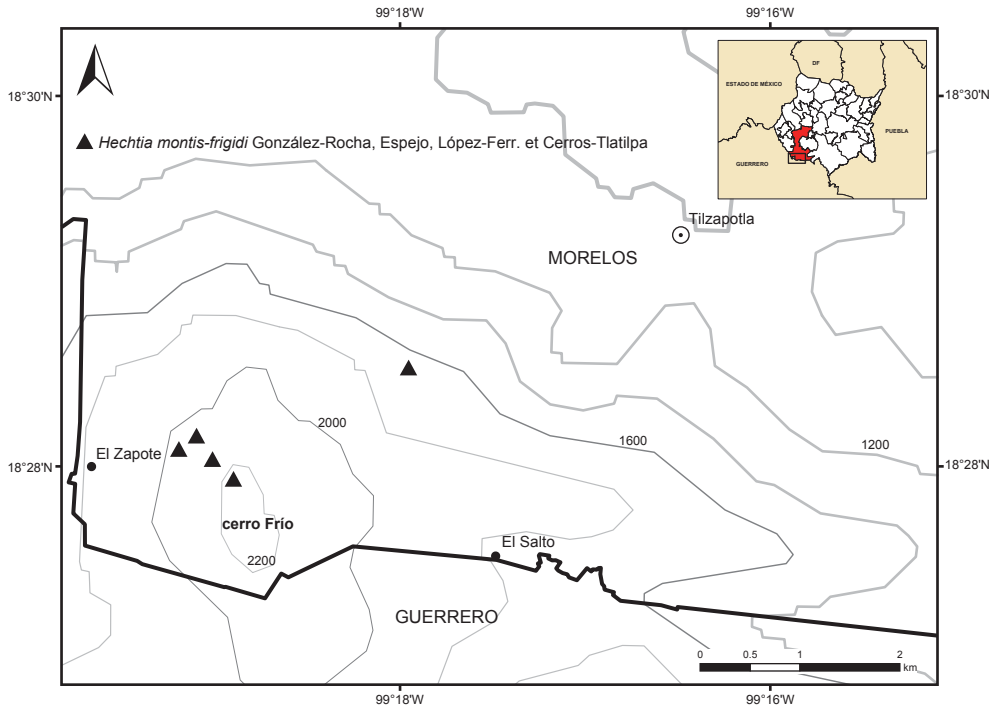 99°18'W
99°16'W
18°30'N
18°30'N
DF
ESTADO DE MÉXICO
PUEBLA
GUERRERO
Hechtia montis-frigidi González-Rocha, Espejo, López-Ferr. et Cerros-Tlatilpa
Tilzapotla
MORELOS
2000
1600
1200
El Zapote
18°28'N
18°28'N
cerro Frío
El Salto
2200
GUERRERO
0 0.5 1 2
km
99°18'W
99°16'W